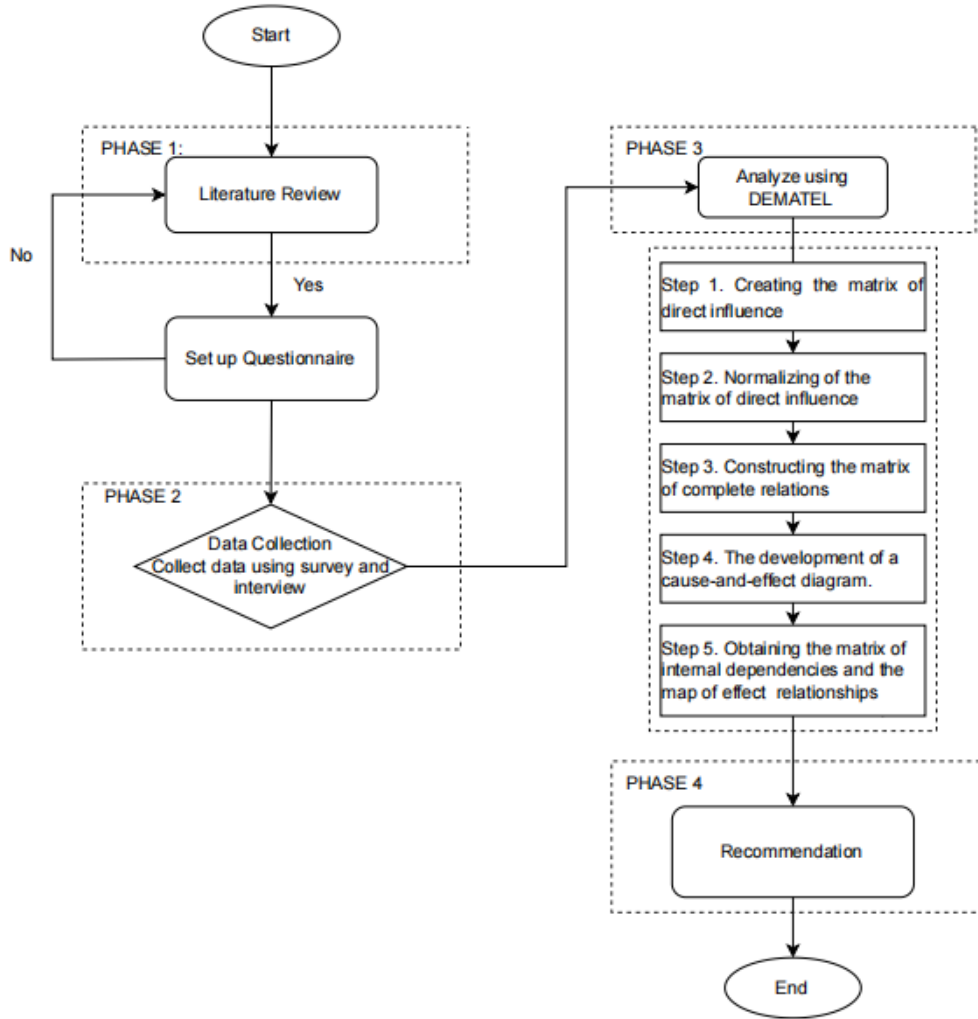 Start
PHASE 1:
Literature Review
No
Yes
Set up Questionnaire
PHASE 2
Data Collection
Collect data using survey and
interview
PHASE 3
Analyze using
DEMATEL
Step 1. Creating the matrix of
direct influence
Step 2. Normalizing of the
matrix of direct influence
Step 3. Constructing the matrix
of complete relations
Step 4. The development of a
cause-and-effect diagram.
Step 5. Obtaining the matrix of
internal dependencies and the
map of effect relationships
PHASE 4
Recommendation
End